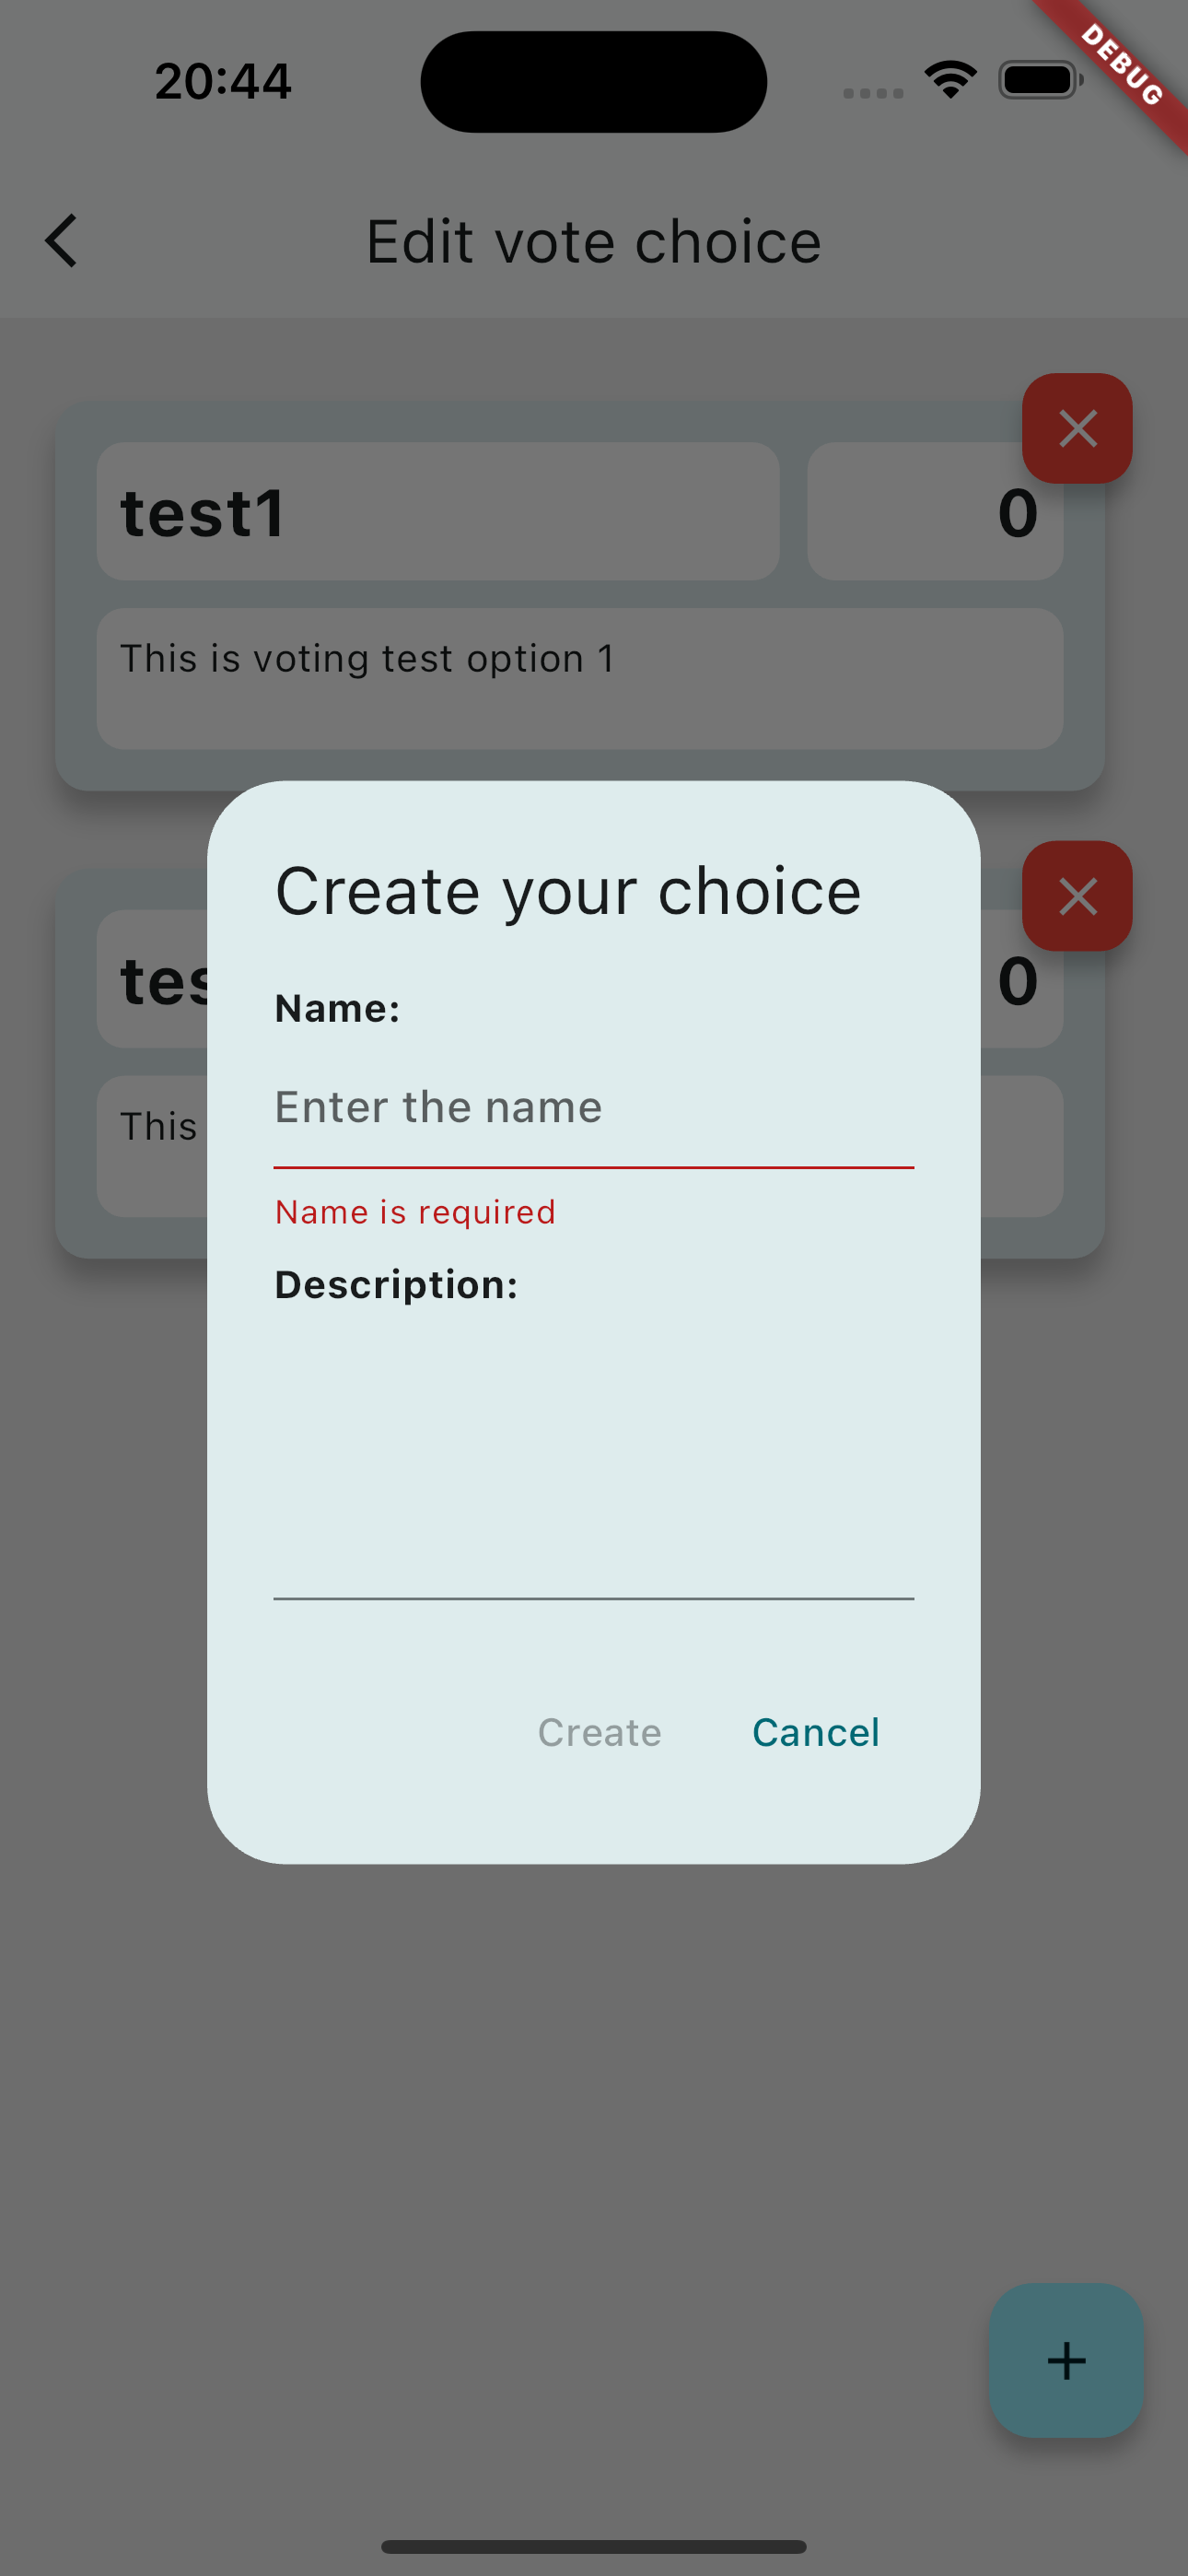 20:44
DEBUG
Edit vote choice
test1
0
This is voting test option 1
Create your choice
tes
0
Name:
Enter the name
This
Name is required
Description:
Create
Cancel